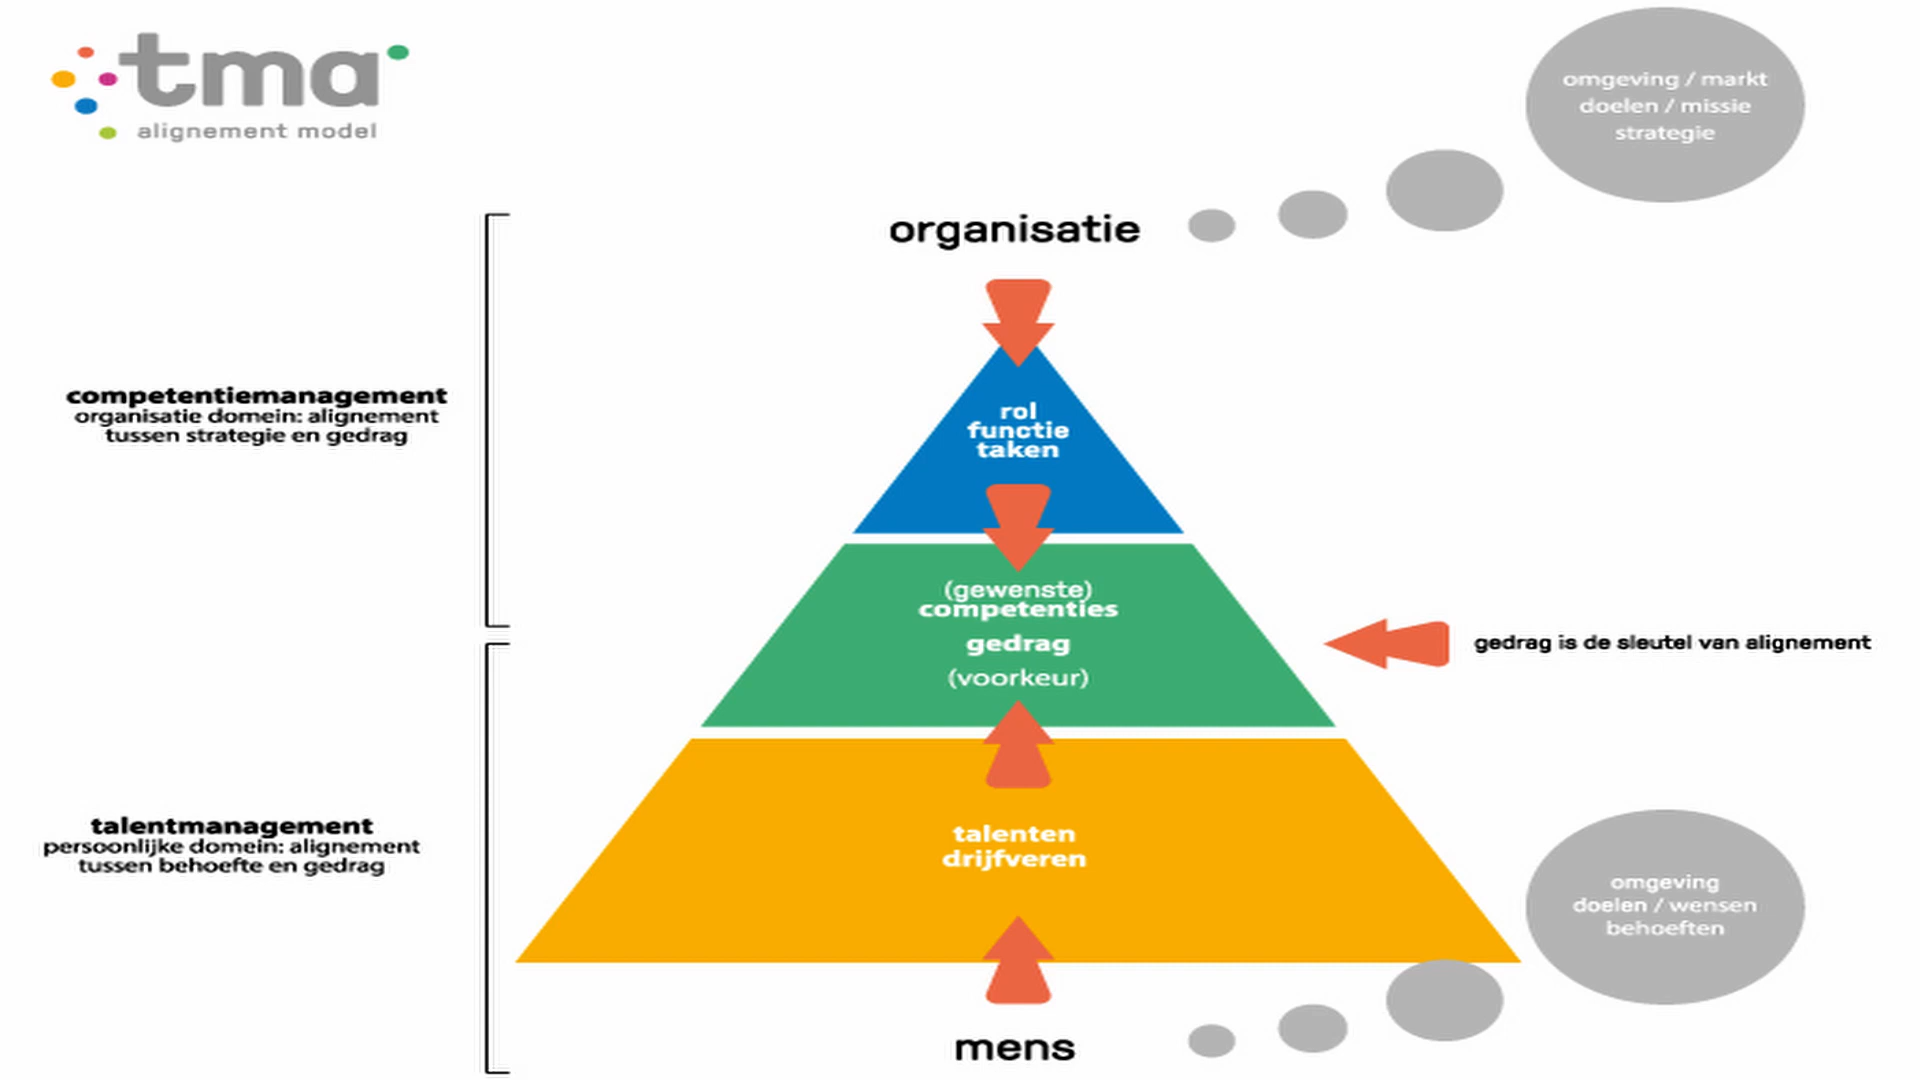 tma
alignement model
omgeving / markt
doelen / missie
strategie
organisatie
competentiemanagement
organisatie domein: alignement
tussen strategie en gedrag
rol
functie
taken
(gewenste)
competenties
gedrag
(voorkeur)
gedrag is de sleutel van alignement
talentmanagement
persoonlijke domein: alignement
tussen behoefte en gedrag
talenten
drijfveren
omgeving
doelen / wensen
behoeften
mens